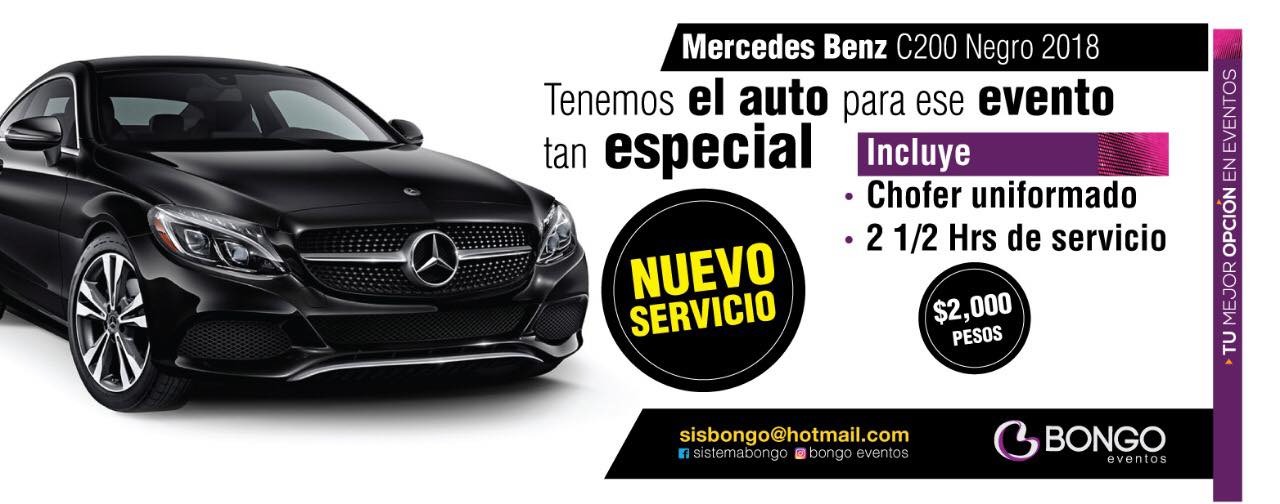 Mercedes Benz C200 Negro 2018
Tenemos el auto para ese evento
tan especial
Incluye
• Chofer uniformado
• 2 1/2 Hrs de servicio
NUEVO
SERVICIO
$2,000
PESOS
sisbongo@hotmail.com
sistemabongo bongo eventos
BONGO
eventos
TU MEJOR OPCIÓN EN EVENTOS